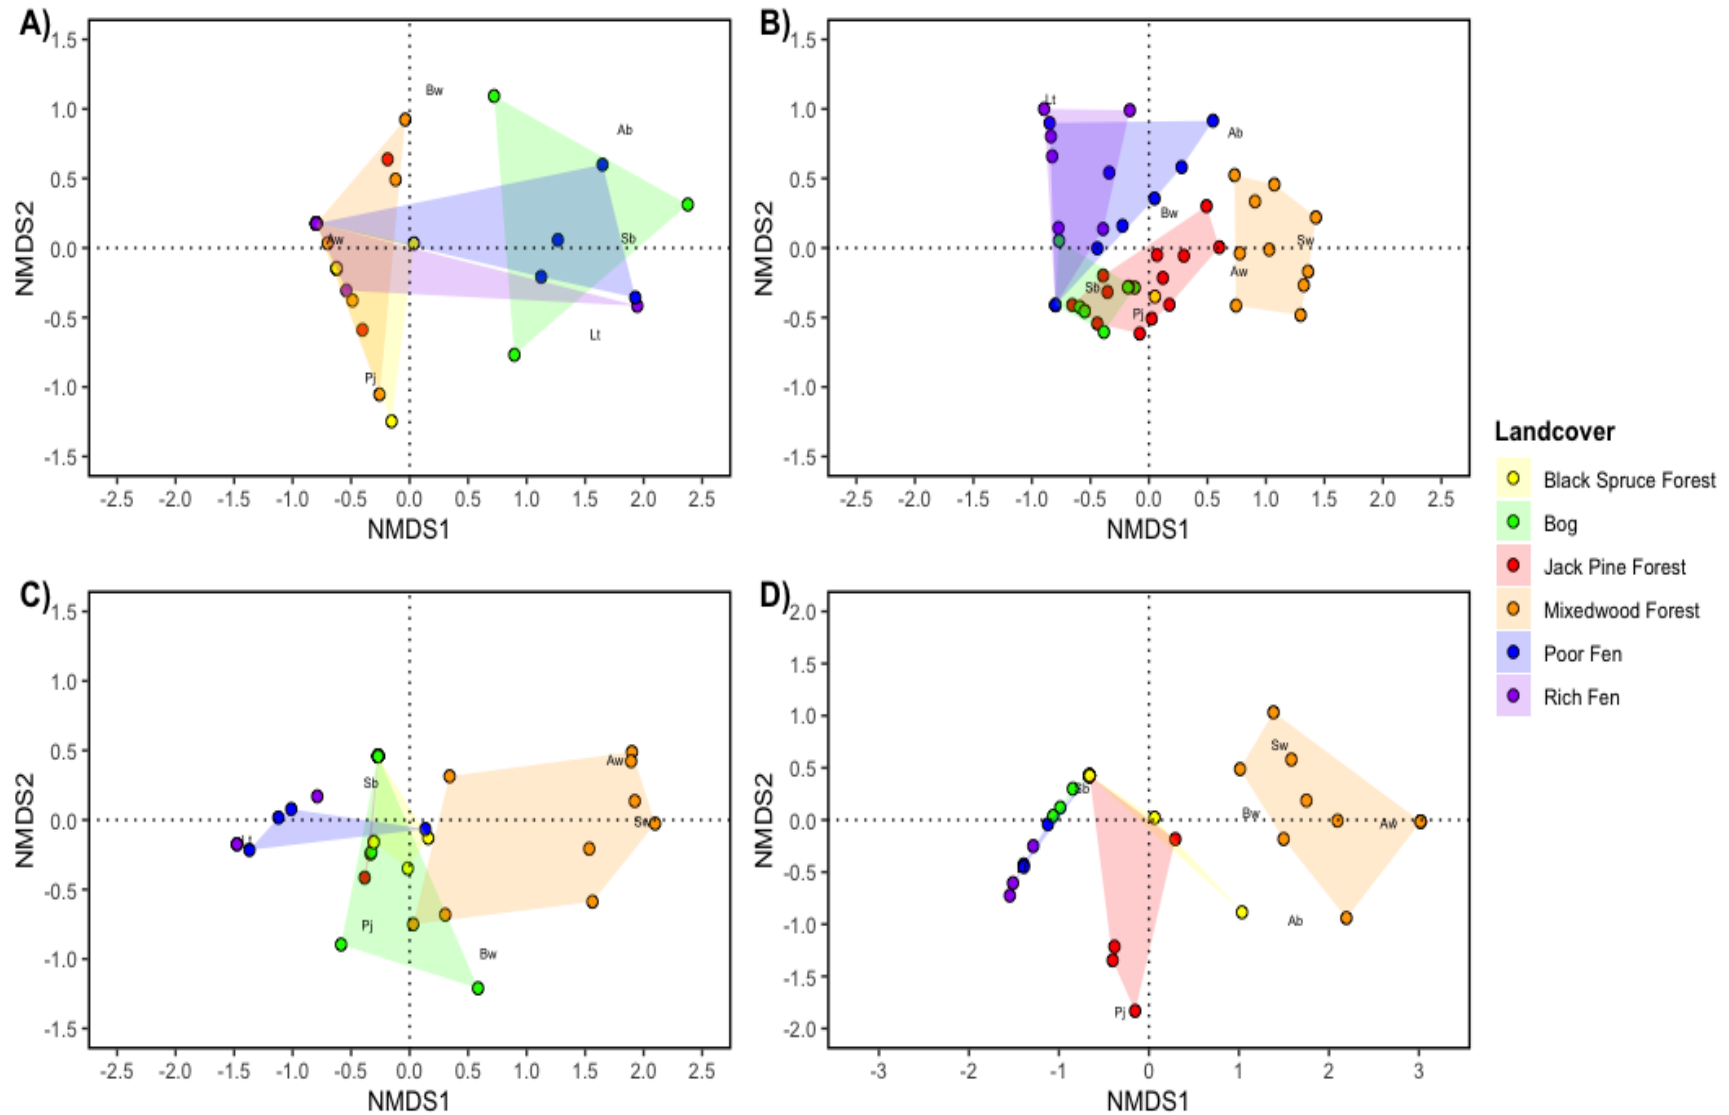 A)
1.5
1.0
0.5
0.0
-0.5
-1.0
-1.5
NMDS2
Bw
Ab
Aw
Sb
Lt
Pj
-2.5 -2.0 -1.5 -1.0 -0.5 0.0 0.5 1.0 1.5 2.0 2.5
NMDS1
B)
1.5
1.0
0.5
0.0
-0.5
-1.0
-1.5
NMDS2
Lt
Ab
Bw
Sw
Aw
Sb
Pj
-2.5 -2.0 -1.5 -1.0 -0.5 0.0 0.5 1.0 1.5 2.0 2.5
NMDS1
C)
1.5
1.0
0.5
0.0
-0.5
-1.0
-1.5
NMDS2
Aw
Sb
Sw
Lt
Pj
Bw
-2.5 -2.0 -1.5 -1.0 -0.5 0.0 0.5 1.0 1.5 2.0 2.5
NMDS1
D)
2.0
1.5
1.0
0.5
0.0
-0.5
-1.0
-1.5
-2.0
NMDS2
Sw
Sb
Bw
Aw
Ab
Pj
-3 -2 -1 0 1 2 3
NMDS1
Landcover
Black Spruce Forest
Bog
Jack Pine Forest
Mixedwood Forest
Poor Fen
Rich Fen